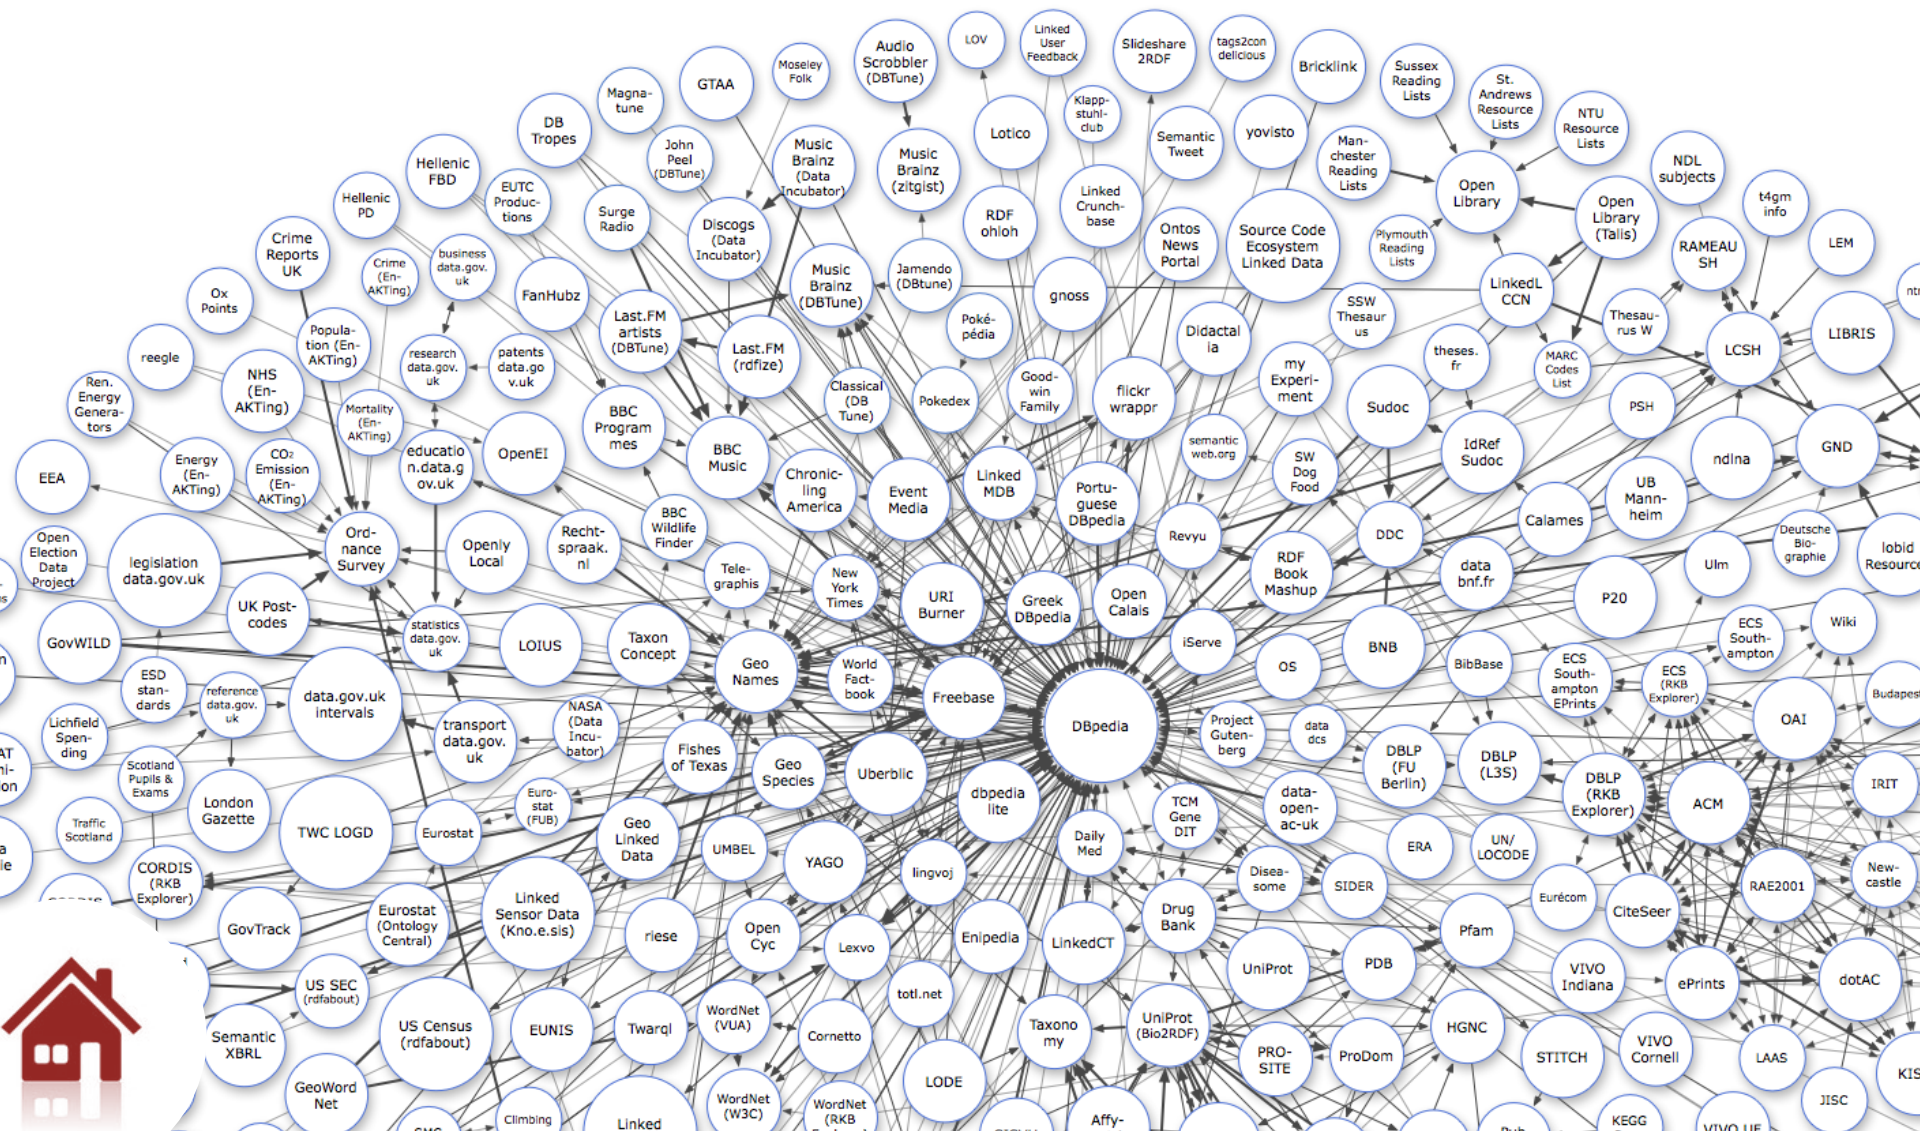 LOV
Linked
User
Feedback
Slideshare
2RDF
tags2con
delicious
Audio
Scrobbler
(DBTune)
Bricklink
Moseley
Folk
GTAA
Sussex
Reading
Lists
St.
Andrews
Resource
Lists
Magna-
tune
Klapp-
stuhl-
club
DB
Tropes
Lotico
Semantic
Tweet
yovisto
NTU
Resource
Lists
John
Peel
(DBTune)
Music
Brainz
(Data
Incubator)
Music
Brainz
(zitgist)
Man-
chester
Reading
Lists
Hellenic
FBD
NDL
subjects
Open
Library
EUTC
Produc-
tions
Linked
Crunch-
base
Hellenic
PD
Surge
Radio
RDF
ohloh
Open
Library
(Talis)
t4gm
info
Discogs
(Data
Incubator)
Ontos
News
Portal
Source Code
Ecosystem
Linked Data
Plymouth
Reading
Lists
LEM
Crime
Reports
UK
RAMEAU
SH
business
data.gov.
uk
Crime
(En-
AKTing)
Music
Brainz
(DBTune)
Jamendo
(DBtune)
LinkedL
CCN
Ox
Points
FanHubz
gnoss
SSW
Thesaur
us
Poké-
pédia
Last.FM
artists
(DBTune)
Didactal
ia
Thesau-
rus W
LIBRIS
Popula-
tion (En-
AKTing)
LCSH
reegle
research
data.gov.
uk
patents
data.go
v.uk
Last.FM
(rdfize)
theses.
fr
MARC
Codes
List
my
Experi-
ment
NHS
(En-
AKTing)
Good-
win
Family
flickr
wrappr
Classical
(DB
Tune)
Pokedex
Ren.
Energy
Genera-
tors
Sudoc
PSH
Mortality
(En-
AKTing)
BBC
Program
mes
semantic
web.org
IdRef
Sudoc
GND
OpenEI
BBC
Music
ndlna
educatio
n.data.g
ov.uk
SW
Dog
Food
EEA
Energy
(En-
AKTing)
CO2
Emission
(En-
AKTing)
Chronic-
ling
America
Linked
MDB
Event
Media
Portu-
guese
DBpedia
UB
Mann-
heim
BBC
Wildlife
Finder
Calames
Revyu
DDC
Open
Election
Data
Project
Ord-
nance
Survey
Openly
Local
Recht-
spraak.
nl
Deutsche
Bio-
graphie
lobid
Resource
legislation
data.gov.uk
Tele-
graphis
New
York
Times
RDF
Book
Mashup
data
bnf.fr
Ulm
URI
Burner
Greek
DBpedia
Open
Calais
P20
UK Post-
codes
statistics
data.gov.
uk
Wiki
GovWILD
LOIUS
Taxon
Concept
iServe
BNB
ECS
South-
ampton
Geo
Names
World
Fact-
book
OS
BibBase
ECS
South-
ampton
EPrints
ECS
(RKB
Explorer)
ESD
stan-
dards
reference
data.gov.
uk
data.gov.uk
intervals
Freebase
Budapest
DBpedia
OAI
Lichfield
Spen-
ding
transport
data.gov.
uk
NASA
(Data
Incu-
bator)
Project
Guten-
berg
data
dcs
Fishes
of Texas
Geo
Species
Uberblic
DBLP
(FU
Berlin)
DBLP
(L3S)
Scotland
Pupils &
Exams
DBLP
(RKB
Explorer)
ACM
IRIT
dbpedia
lite
London
Gazette
Euro-
stat
(FUB)
data-
open-
ac-uk
TCM
Gene
DIT
Traffic
Scotland
TWC LOGD
Eurostat
Geo
Linked
Data
UMBEL
Daily
Med
ERA
UN/
LOCODE
YAGO
lingvoj
Disea-
some
SIDER
RAE2001
New-
castle
CORDIS
(RKB
Explorer)
Eurécom
CiteSeer
Linked
Sensor Data
(Kno.e.sis)
Drug
Bank
Eurostat
(Ontology
Central)
GovTrack
riese
Open
Cyc
Lexvo
Enipedia
LinkedCT
Pfam
UniProt
PDB
VIVO
Indiana
ePrints
dotAC
US SEC
(rdfabout)
totl.net
US Census
(rdfabout)
EUNIS
Twarql
WordNet
(VUA)
Cornetto
Taxono
my
UniProt
(Bio2RDF)
HGNC
Semantic
XBRL
PRO-
SITE
ProDom
STITCH
VIVO
Cornell
LAAS
KIS
LODE
GeoWord
Net
WordNet
(W3C)
WordNet
(RKB
JISC
Climbing
Linked
Affy-
KEGG